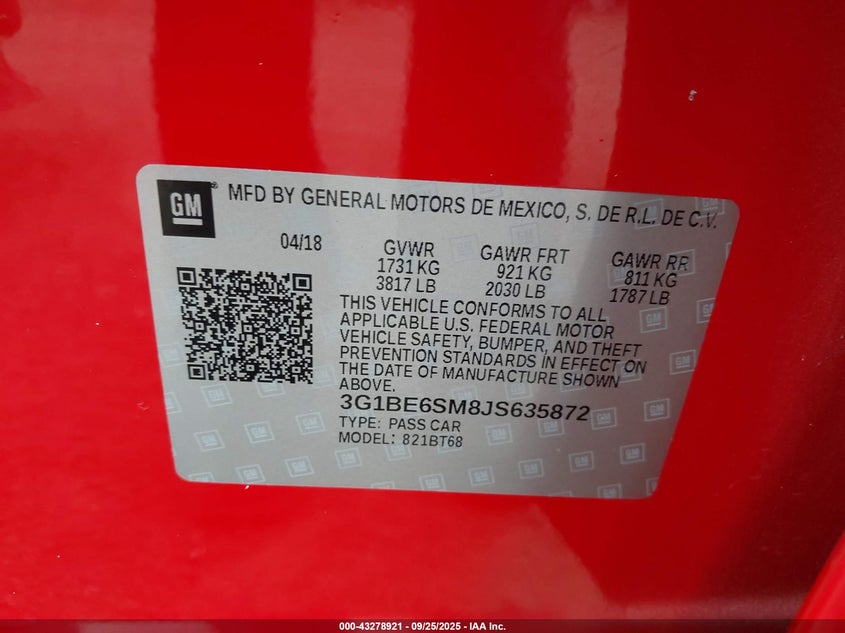 GM
MFD BY GENERAL MOTORS DE MEXICO, S. DE R.L. DE C.V.
04/18
GVWR
1731 KG
3817 LB
GAWR FRT
921 KG
2030 LB
GAWR RR
811 KG
1787 LB
THIS VEHICLE CONFORMS TO ALL
APPLICABLE U.S. FEDERAL MOTOR
VEHICLE SAFETY, BUMPER, AND THEFT
PREVENTION STANDARDS IN EFFECT ON
THE DATE OF MANUFACTURE SHOWN
ABOVE.
3G1BE6SM8JS635872
TYPE: PASS CAR
MODEL: 821BT68
000-43278921 - 09/25/2025 - IAA Inc.